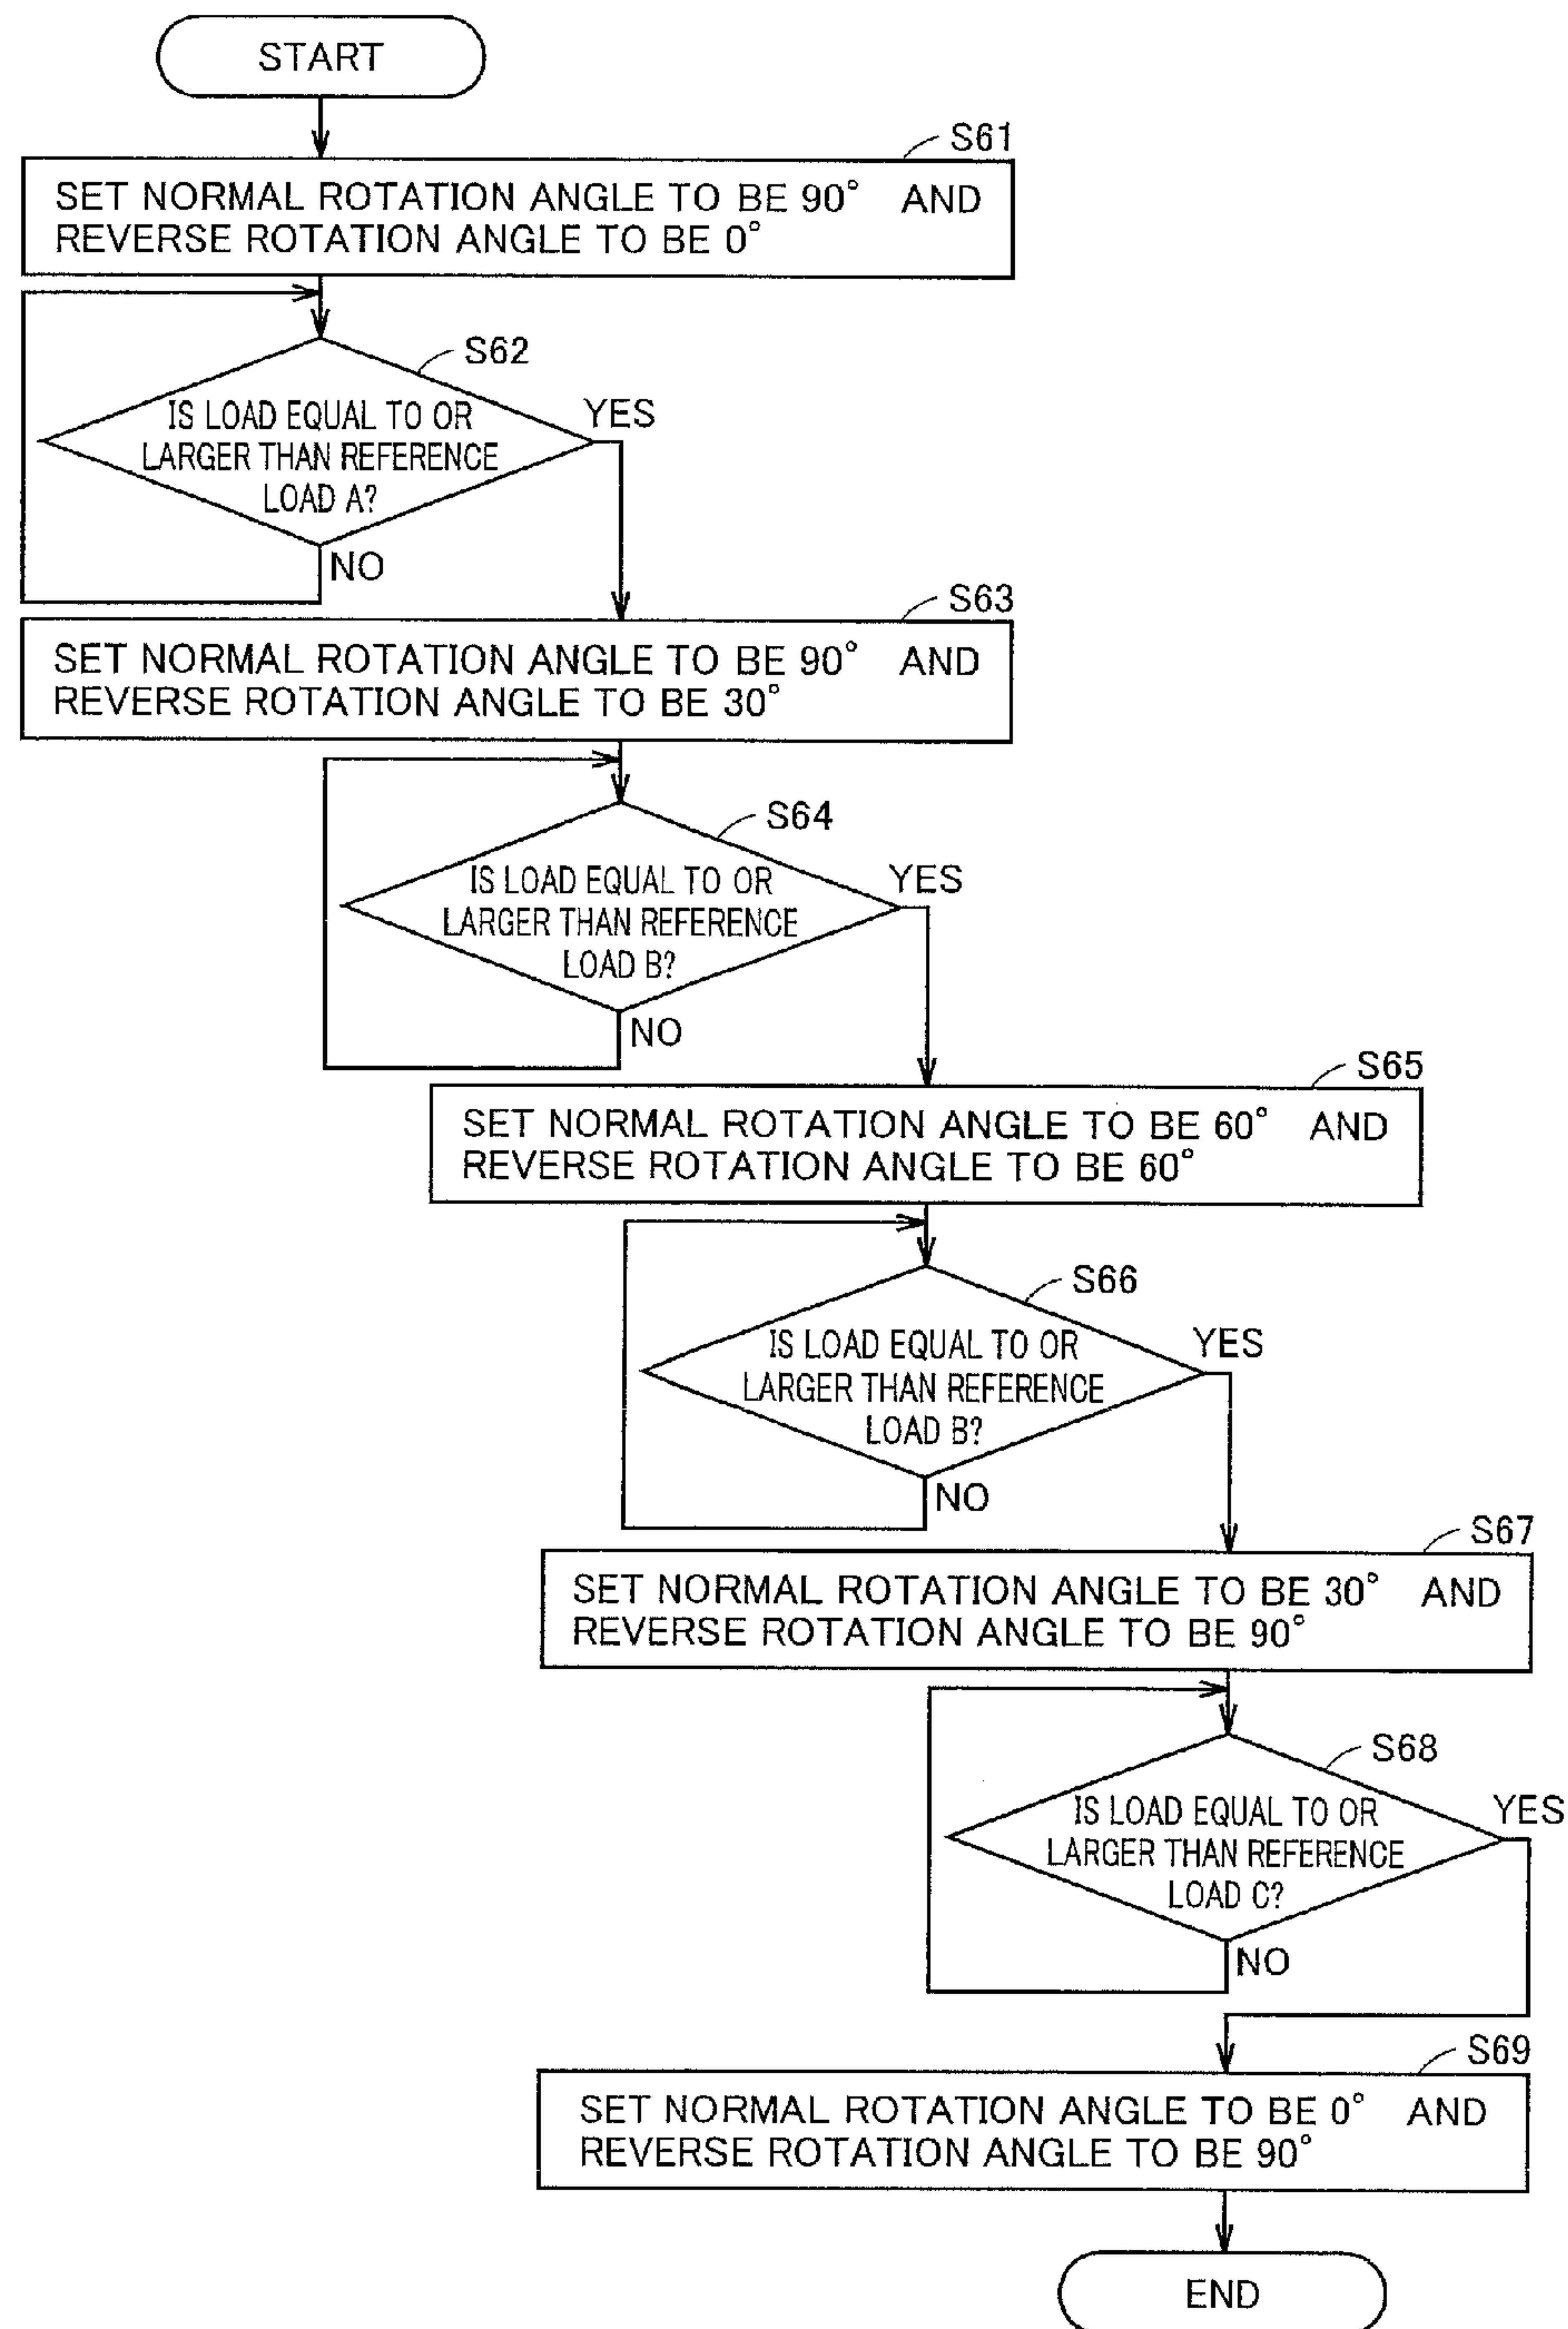 START
S61
SET NORMAL ROTATION ANGLE TO BE 90° AND
REVERSE ROTATION ANGLE TO BE 0°
S62
IS LOAD EQUAL TO OR
LARGER THAN REFERENCE
LOAD A?
YES
NO
S63
SET NORMAL ROTATION ANGLE TO BE 90° AND
REVERSE ROTATION ANGLE TO BE 30°
S64
IS LOAD EQUAL TO OR
LARGER THAN REFERENCE
LOAD B?
YES
NO
S65
SET NORMAL ROTATION ANGLE TO BE 60° AND
REVERSE ROTATION ANGLE TO BE 60°
S66
IS LOAD EQUAL TO OR
LARGER THAN REFERENCE
LOAD B?
YES
NO
S67
SET NORMAL ROTATION ANGLE TO BE 30° AND
REVERSE ROTATION ANGLE TO BE 90°
S68
IS LOAD EQUAL TO OR
LARGER THAN REFERENCE
LOAD C?
YES
NO
S69
SET NORMAL ROTATION ANGLE TO BE 0° AND
REVERSE ROTATION ANGLE TO BE 90°
END